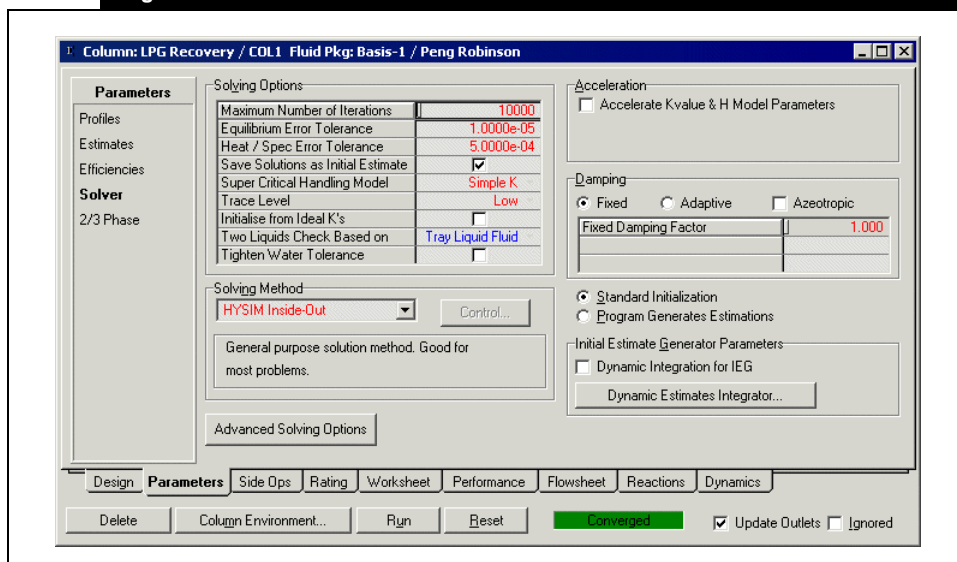 Column: LPG Recovery / COL1 Fluid Pkg: Basis-1 / Peng Robinson
Parameters
Profiles
Estimates
Efficiencies
Solver
2/3 Phase
Solving Options
Maximum Number of Iterations 10000
Equilibrium Error Tolerance 1.0000e-05
Heat / Spec Error Tolerance 5.0000e-04
Save Solutions as Initial Estimate
Super Critical Handling Model Simple K
Trace Level Low
Initialise from Ideal K's
Two Liquids Check Based on Tray Liquid Fluid
Tighten Water Tolerance
Solving Method
HYSIM Inside-Out Control...
General purpose solution method. Good for
most problems.
Advanced Solving Options
Acceleration
Accelerate Kvalue & H Model Parameters
Damping
Fixed Adaptive Azeotropic
Fixed Damping Factor 1.000
Standard Initialization
Program Generates Estimations
Initial Estimate Generator Parameters
Dynamic Integration for IEG
Dynamic Estimates Integrator...
Design Parameters Side Ops Rating Worksheet Performance Flowsheet Reactions Dynamics
Delete Column Environment... Run Reset Converged Update Outlets Ignored